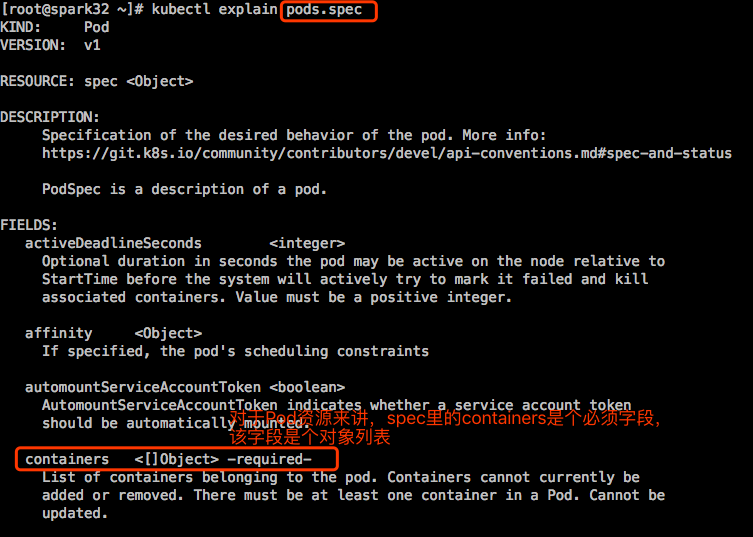 [root@spark32 ~]# kubectl explain pods.spec
KIND:     Pod
VERSION:  v1
RESOURCE: spec <Object>
DESCRIPTION:
Specification of the desired behavior of the pod. More info:
https://git.k8s.io/community/contributors/devel/api-conventions.md#spec-and-status
PodSpec is a description of a pod.
FIELDS:
activeDeadlineSeconds        <integer>
Optional duration in seconds the pod may be active on the node relative to
StartTime before the system will actively try to mark it failed and kill
associated containers. Value must be a positive integer.
affinity     <Object>
If specified, the pod's scheduling constraints
automountServiceAccountToken <boolean>
AutomountServiceAccountToken indicates whether a service account token
should be automatically mounted.
对于Pod资源来讲，spec里的containers是个必须字段，
该字段是个对象列表
containers   <[]Object> -required-
List of containers belonging to the pod. Containers cannot currently be
added or removed. There must be at least one container in a Pod. Cannot be
updated.